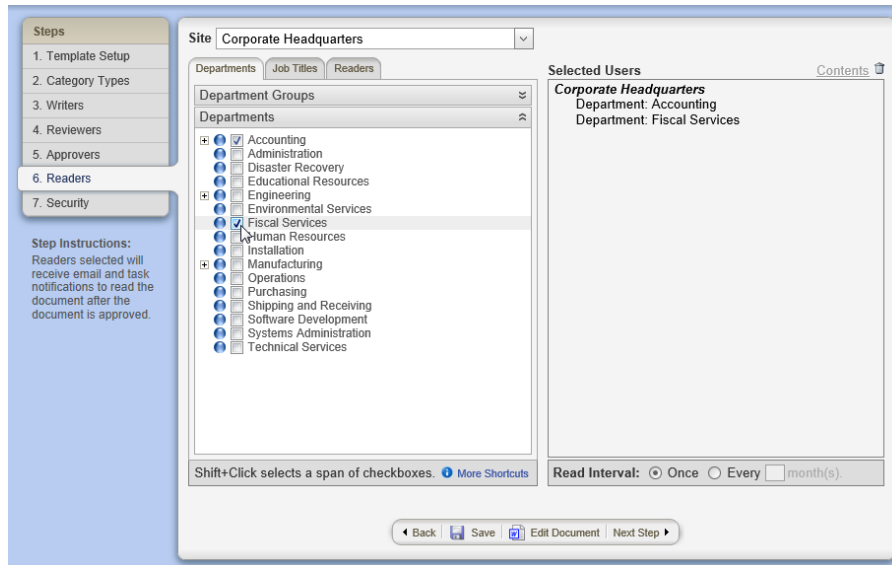 Steps
1. Template Setup
2. Category Types
3. Writers
4. Reviewers
5. Approvers
6. Readers
7. Security
Step Instructions:
Readers selected will
receive email and task
notifications to read the
document after the
document is approved.
Site Corporate Headquarters
Departments Job Titles Readers
Department Groups
Departments
Accounting
Administration
Disaster Recovery
Educational Resources
Engineering
Environmental Services
Fiscal Services
Human Resources
Installation
Manufacturing
Operations
Purchasing
Shipping and Receiving
Software Development
Systems Administration
Technical Services
Shift+Click selects a span of checkboxes. More Shortcuts
Selected Users Contents
Corporate Headquarters
Department: Accounting
Department: Fiscal Services
Read Interval: Once Every month(s).
Back Save Edit Document Next Step